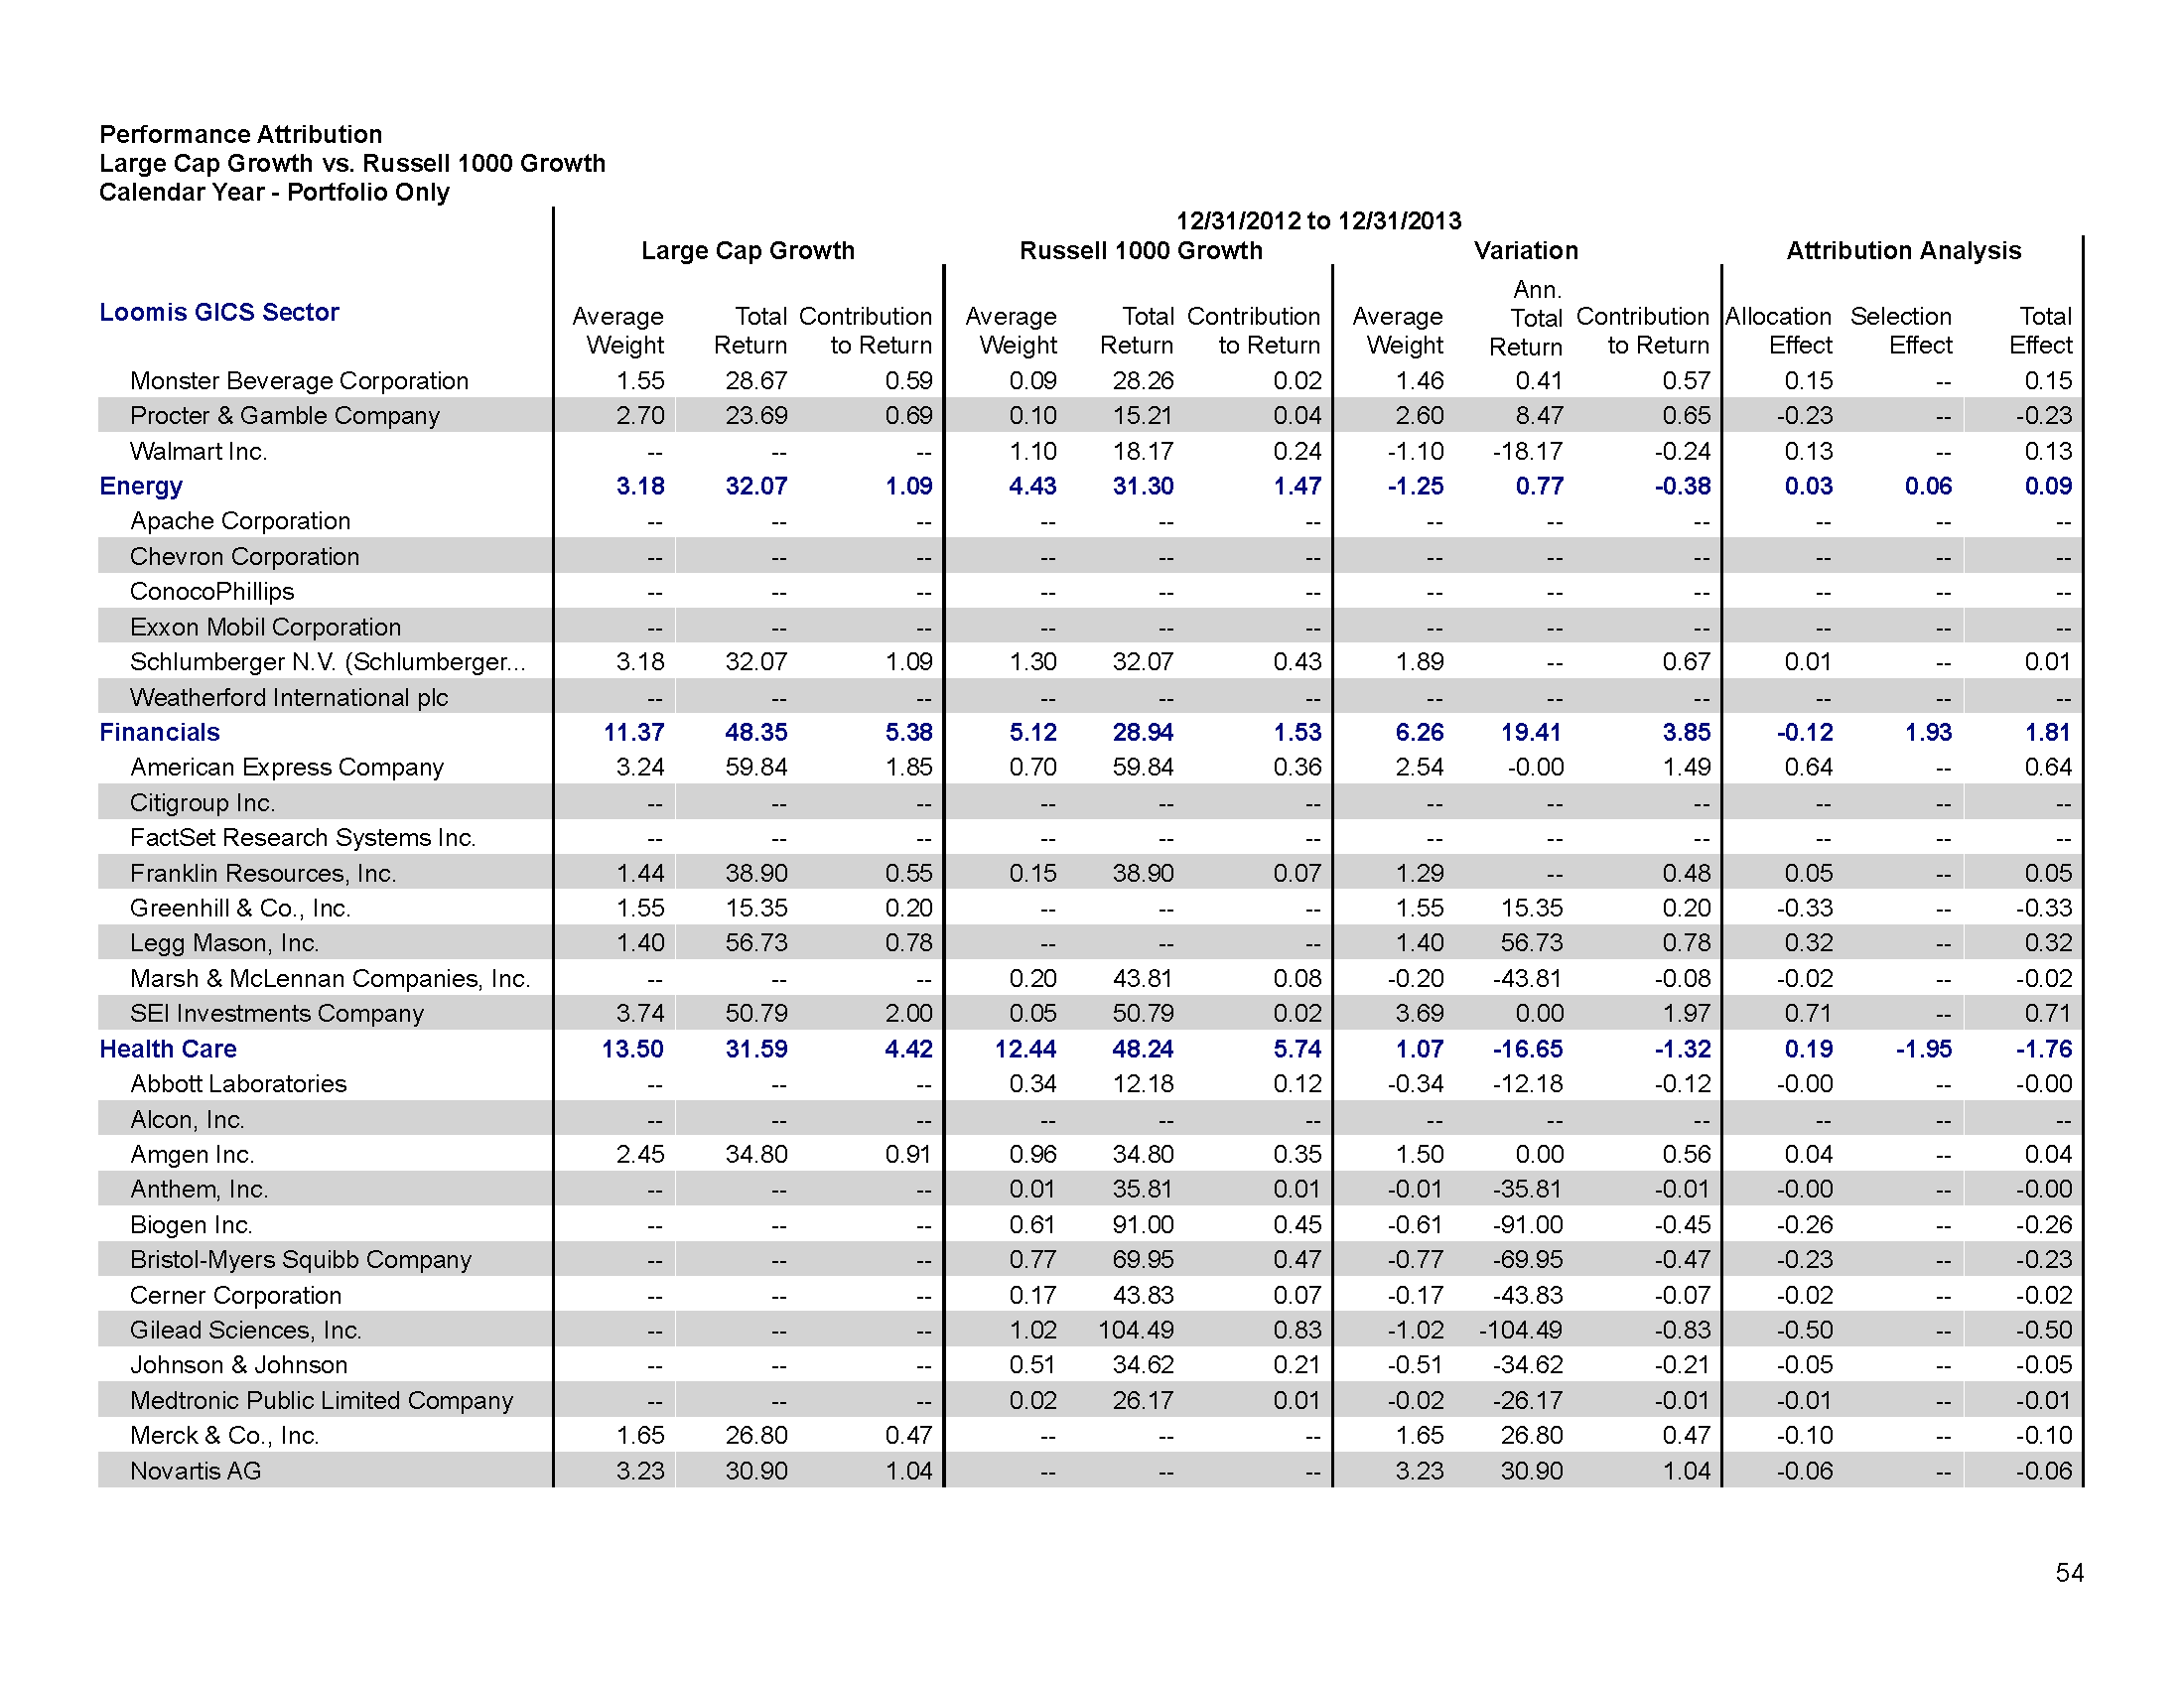 Performance Attribution
Large Cap Growth vs. Russell 1000 Growth
Calendar Year - Portfolio Only
12/31/2012 to 12/31/2013
Large Cap Growth Russell 1000 Growth Variation Attribution Analysis
Loomis GICS Sector Average Weight Total Return Contribution to Return Average Weight Total Return Contribution to Return Average Weight Ann. Total Return Contribution to Return Allocation Effect Selection Effect Total Effect
Monster Beverage Corporation 1.55 28.67 0.59 0.09 28.26 0.02 1.46 0.41 0.57 0.15 -- 0.15
Procter & Gamble Company 2.70 23.69 0.69 0.10 15.21 0.04 2.60 8.47 0.65 -0.23 -- -0.23
Walmart Inc. -- -- -- 1.10 18.17 0.24 -1.10 -18.17 -0.24 0.13 -- 0.13
Energy 3.18 32.07 1.09 4.43 31.30 1.47 -1.25 0.77 -0.38 0.03 0.06 0.09
Apache Corporation -- -- -- -- -- -- -- -- -- -- -- --
Chevron Corporation -- -- -- -- -- -- -- -- -- -- -- --
ConocoPhillips -- -- -- -- -- -- -- -- -- -- -- --
Exxon Mobil Corporation -- -- -- -- -- -- -- -- -- -- -- --
Schlumberger N.V. (Schlumberger... 3.18 32.07 1.09 1.30 32.07 0.43 1.89 -- 0.67 0.01 -- 0.01
Weatherford International plc -- -- -- -- -- -- -- -- -- -- -- --
Financials 11.37 48.35 5.38 5.12 28.94 1.53 6.26 19.41 3.85 -0.12 1.93 1.81
American Express Company 3.24 59.84 1.85 0.70 59.84 0.36 2.54 -0.00 1.49 0.64 -- 0.64
Citigroup Inc. -- -- -- -- -- -- -- -- -- -- -- --
FactSet Research Systems Inc. -- -- -- -- -- -- -- -- -- -- -- --
Franklin Resources, Inc. 1.44 38.90 0.55 0.15 38.90 0.07 1.29 -- 0.48 0.05 -- 0.05
Greenhill & Co., Inc. 1.55 15.35 0.20 -- -- -- 1.55 15.35 0.20 -0.33 -- -0.33
Legg Mason, Inc. 1.40 56.73 0.78 -- -- -- 1.40 56.73 0.78 0.32 -- 0.32
Marsh & McLennan Companies, Inc. -- -- -- 0.20 43.81 0.08 -0.20 -43.81 -0.08 -0.02 -- -0.02
SEI Investments Company 3.74 50.79 2.00 0.05 50.79 0.02 3.69 0.00 1.97 0.71 -- 0.71
Health Care 13.50 31.59 4.42 12.44 48.24 5.74 1.07 -16.65 -1.32 0.19 -1.95 -1.76
Abbott Laboratories -- -- -- 0.34 12.18 0.12 -0.34 -12.18 -0.12 -0.00 -- -0.00
Alcon, Inc. -- -- -- -- -- -- -- -- -- -- -- --
Amgen Inc. 2.45 34.80 0.91 0.96 34.80 0.35 1.50 0.00 0.56 0.04 -- 0.04
Anthem, Inc. -- -- -- 0.01 35.81 0.01 -0.01 -35.81 -0.01 -0.00 -- -0.00
Biogen Inc. -- -- -- 0.61 91.00 0.45 -0.61 -91.00 -0.45 -0.26 -- -0.26
Bristol-Myers Squibb Company -- -- -- 0.77 69.95 0.47 -0.77 -69.95 -0.47 -0.23 -- -0.23
Cerner Corporation -- -- -- 0.17 43.83 0.07 -0.17 -43.83 -0.07 -0.02 -- -0.02
Gilead Sciences, Inc. -- -- -- 1.02 104.49 0.83 -1.02 -104.49 -0.83 -0.50 -- -0.50
Johnson & Johnson -- -- -- 0.51 34.62 0.21 -0.51 -34.62 -0.21 -0.05 -- -0.05
Medtronic Public Limited Company -- -- -- 0.02 26.17 0.01 -0.02 -26.17 -0.01 -0.01 -- -0.01
Merck & Co., Inc. 1.65 26.80 0.47 -- -- -- 1.65 26.80 0.47 -0.10 -- -0.10
Novartis AG 3.23 30.90 1.04 -- -- -- 3.23 30.90 1.04 -0.06 -- -0.06
54